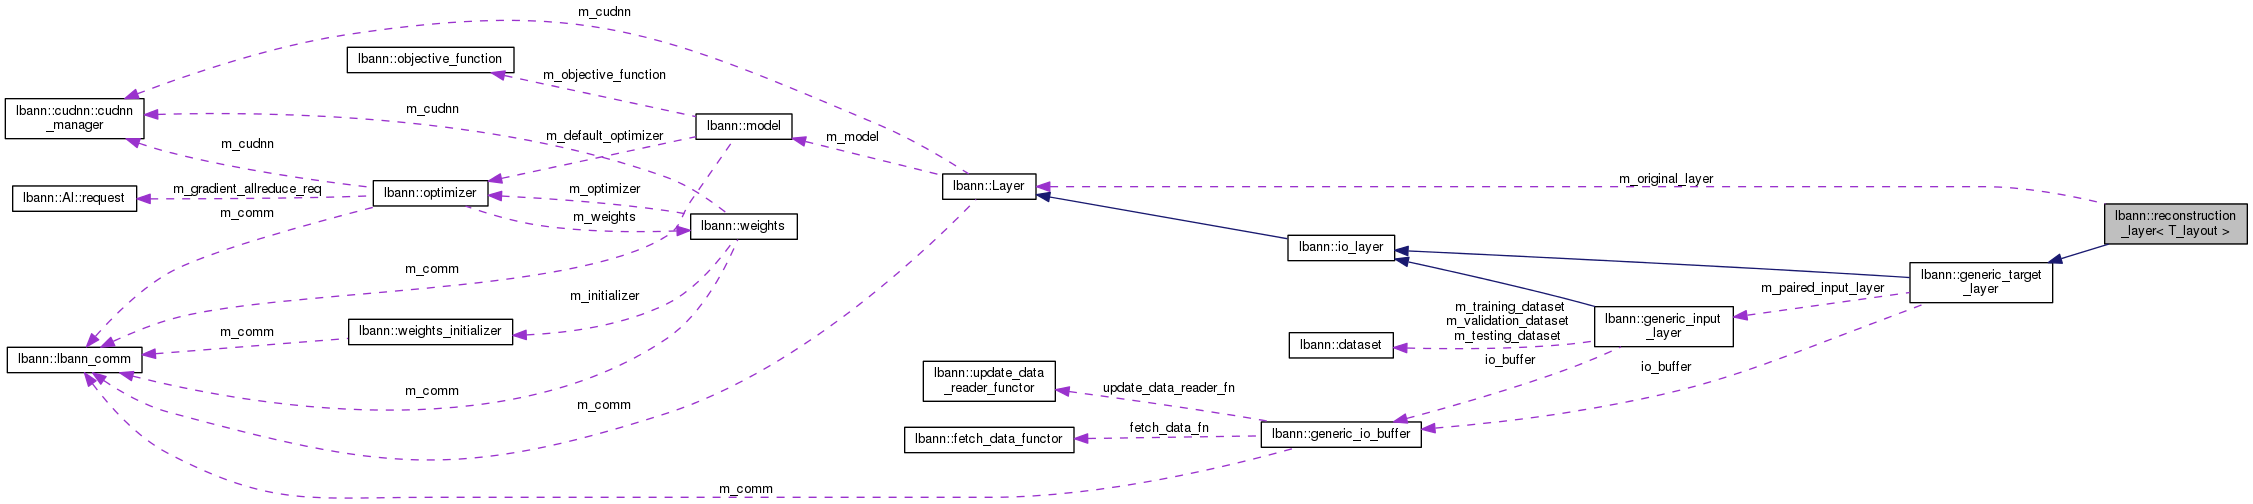 m_cudnn
lbann::objective_function
m_objective_function
lbann::cudnn::cudnn
_manager
m_cudnn
lbann::model
m_default_optimizer
m_model
m_cudnn
lbann::optimizer
m_gradient_allreduce_req
lbann::Al::request
m_optimizer
lbann::Layer
m_original_layer
m_comm
m_weights
lbann::weights
lbann::reconstruction
_layer< T_layout >
lbann::io_layer
m_comm
lbann::generic_target
_layer
m_paired_input_layer
m_initializer
m_training_dataset
m_validation_dataset
m_testing_dataset
lbann::generic_input
_layer
m_comm
lbann::weights_initializer
lbann::dataset
lbann::lbann_comm
io_buffer
io_buffer
lbann::update_data
_reader_functor
update_data_reader_fn
m_comm
m_comm
fetch_data_fn
lbann::fetch_data_functor
lbann::generic_io_buffer
m_comm